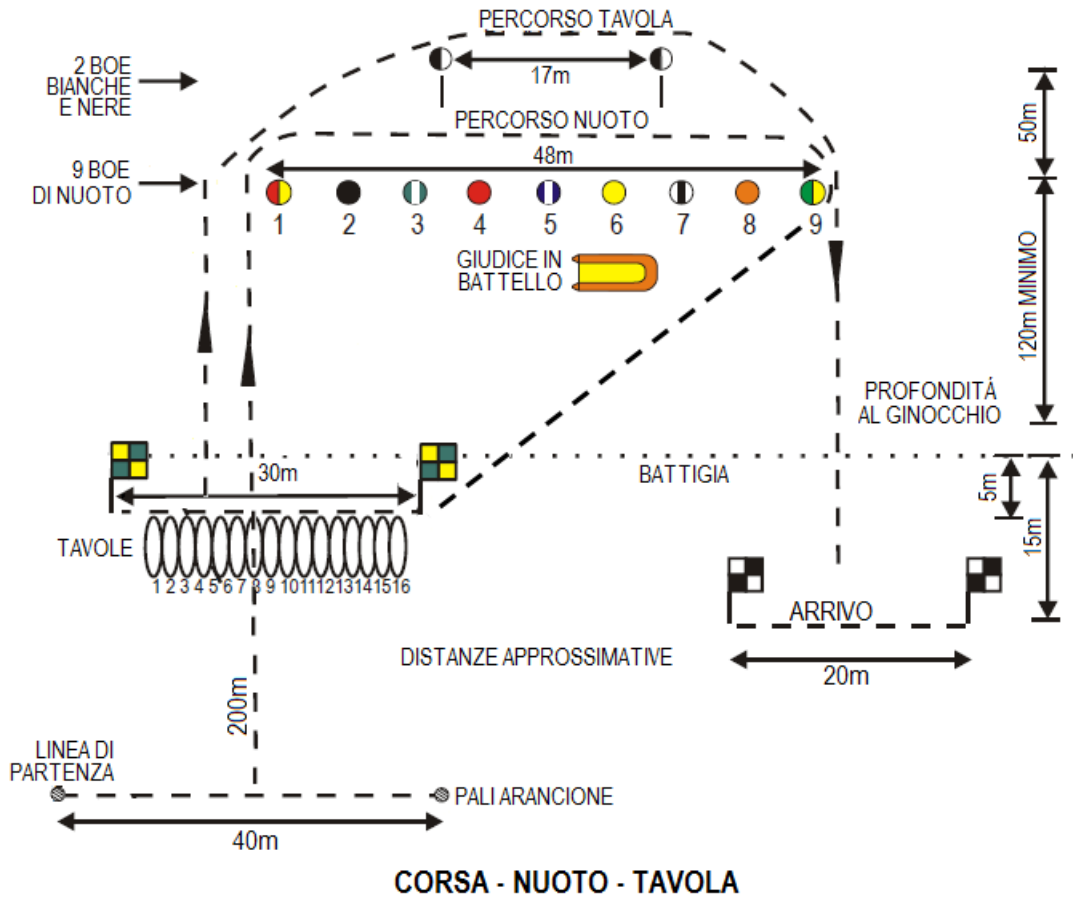 PERCORSO TAVOLA
2 BOE
BIANCHE
E NERE
17m
50m
PERCORSO NUOTO
9 BOE
DI NUOTO
48m
1 2 3 4 5 6 7 8 9
GIUDICE IN
BATTELLO
120m MINIMO
PROFONDITÁ
AL GINOCCHIO
30m
BATTIGIA
5m
15m
TAVOLE
1 2 3 4 5 6 7 8 9 10 11 12 13 14 15 16
ARRIVO
DISTANZE APPROSSIMATIVE
20m
200m
LINEA DI
PARTENZA
PALI ARANCIONE
40m
CORSA - NUOTO - TAVOLA